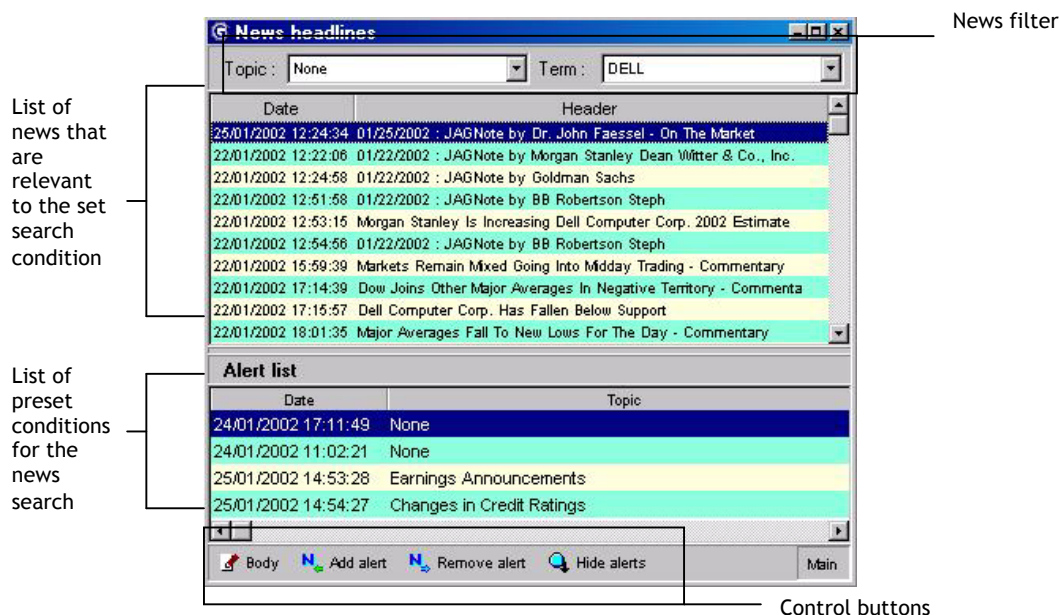 News filter
News headlines
Topic : None Term : DELL
List of
news that
are
relevant
to the set
search
condition
Date Header
25/01/2002 12:24:34 01/25/2002 : JAGNote by Dr. John Faessel - On The Market
22/01/2002 12:22:06 01/22/2002 : JAGNote by Morgan Stanley Dean Witter & Co., Inc.
22/01/2002 12:24:58 01/22/2002 : JAGNote by Goldman Sachs
22/01/2002 12:51:58 01/22/2002 : JAGNote by BB Robertson Steph
22/01/2002 12:53:15 Morgan Stanley Is Increasing Dell Computer Corp. 2002 Estimate
22/01/2002 12:54:56 01/22/2002 : JAGNote by BB Robertson Steph
22/01/2002 15:59:39 Markets Remain Mixed Going Into Midday Trading - Commentary
22/01/2002 17:14:39 Dow Joins Other Major Averages In Negative Territory - Commenta
22/01/2002 17:15:57 Dell Computer Corp. Has Fallen Below Support
22/01/2002 18:01:35 Major Averages Fall To New Lows For The Day - Commentary
List of
preset
conditions
for the
news
search
Alert list
Date Topic
24/01/2002 17:11:49 None
24/01/2002 11:02:21 None
25/01/2002 14:53:28 Earnings Announcements
25/01/2002 14:54:27 Changes in Credit Ratings
Body Add alert Remove alert Hide alerts Main
Control buttons